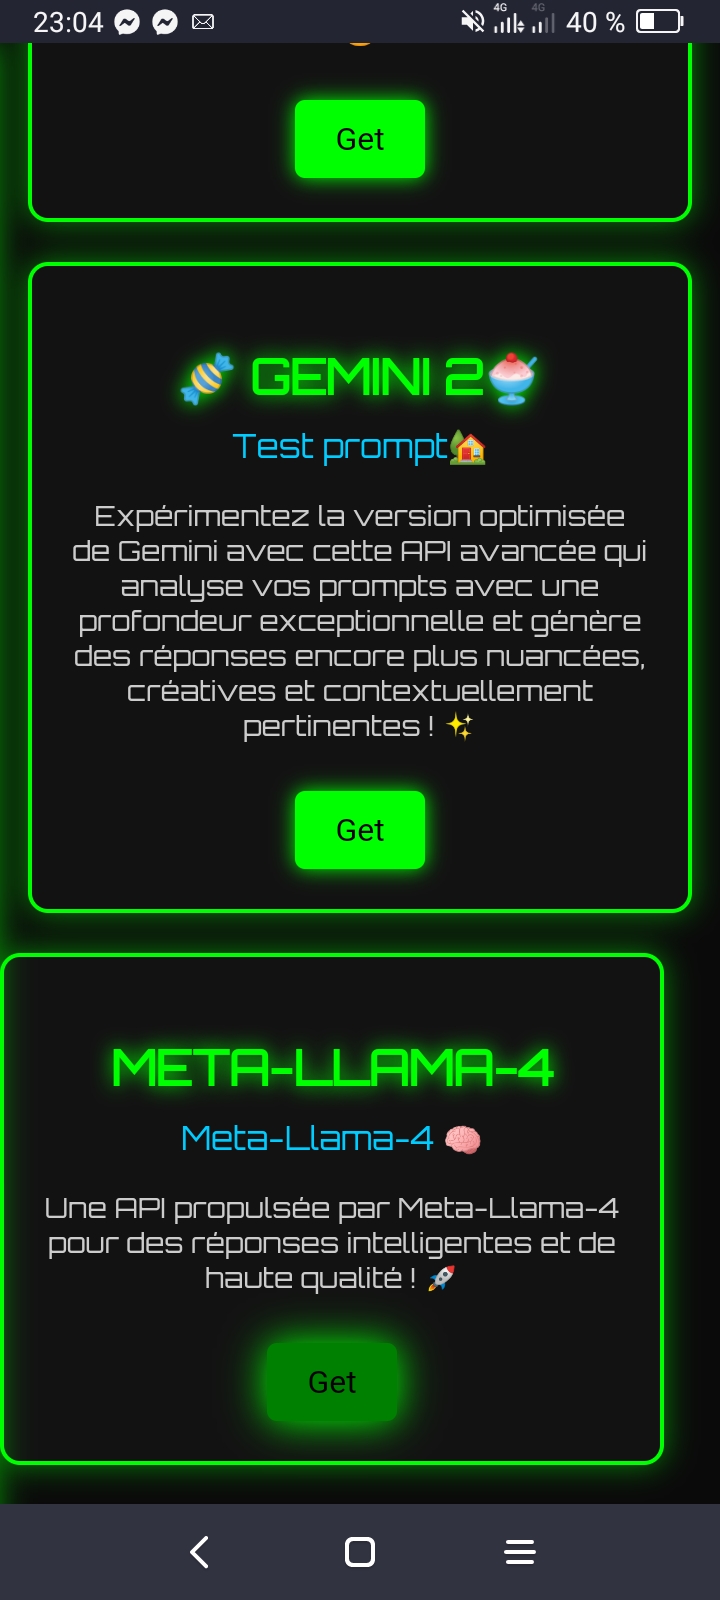 23:04 4G 4G 40 %
Get
🍬 GEMINI 2🍧
Test prompt🏡
Expérimentez la version optimisée
de Gemini avec cette API avancée qui
analyse vos prompts avec une
profondeur exceptionnelle et génère
des réponses encore plus nuancées,
créatives et contextuellement
pertinentes ! ✨
Get
META-LLAMA-4
Meta-Llama-4 🧠
Une API propulsée par Meta-Llama-4
pour des réponses intelligentes et de
haute qualité ! 🚀
Get